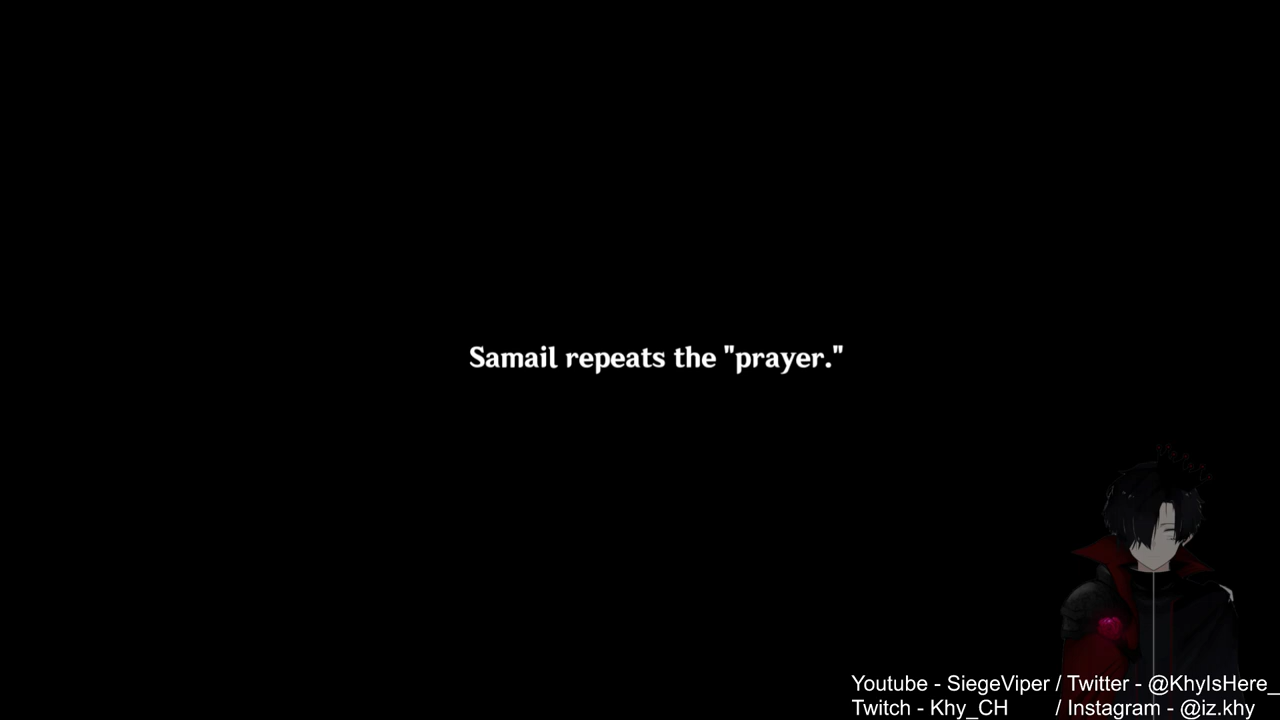 Samail repeats the "prayer."
Youtube - SiegeViper / Twitter - @KhyIsHere_
Twitch - Khy_CH / Instagram - @iz.khy